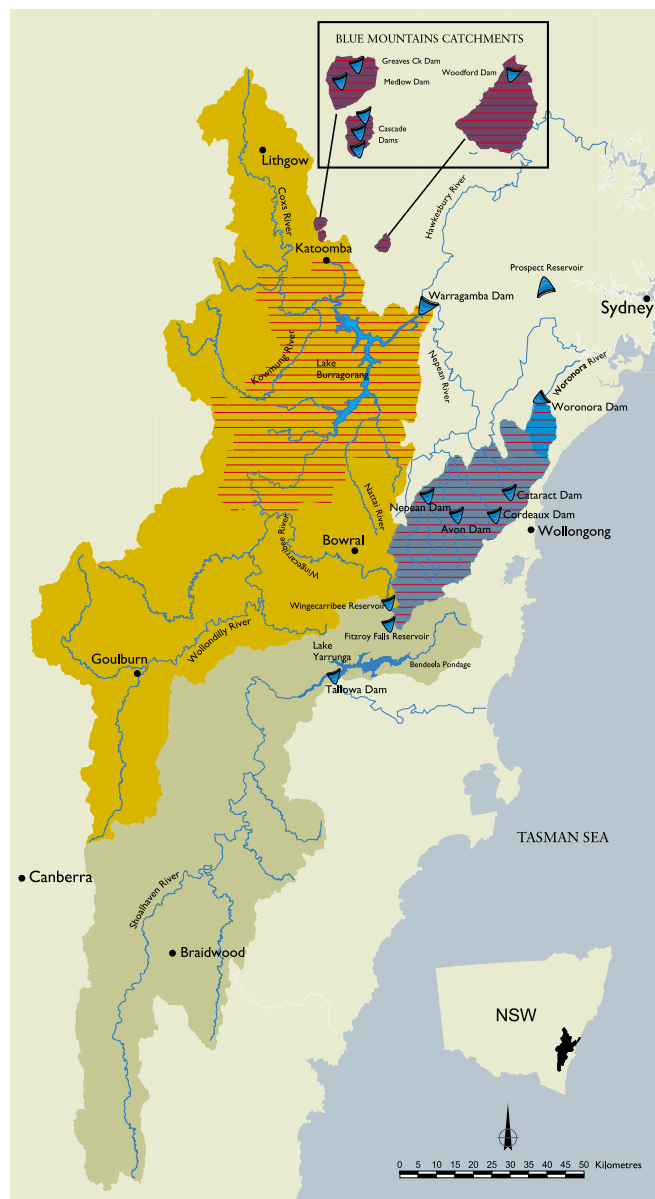 BLUE MOUNTAINS CATCHMENTS
Greaves Ck Dam
Medlow Dam
Woodford Dam
Cascade
Dams
Lithgow
Coxs River
Hawkesbury River
Katoomba
Prospect Reservoir
Warragamba Dam
Sydney
Kowmung River
Lake
Burragorang
Nepean River
Woronora River
Woronora Dam
Nattai River
Cataract Dam
Nepean Dam
Cordeaux Dam
Avon Dam
Wollongong
Wingecarribee River
Bowral
Wingecarribee Reservoir
Wollondilly River
Fitzroy Falls Reservoir
Lake
Yarrunga
Goulburn
Bendeela Pondage
Tallowa Dam
TASMAN SEA
Canberra
Shoalhaven River
Braidwood
NSW
0 5 10 15 20 25 30 35 40 45 50 Kilometres